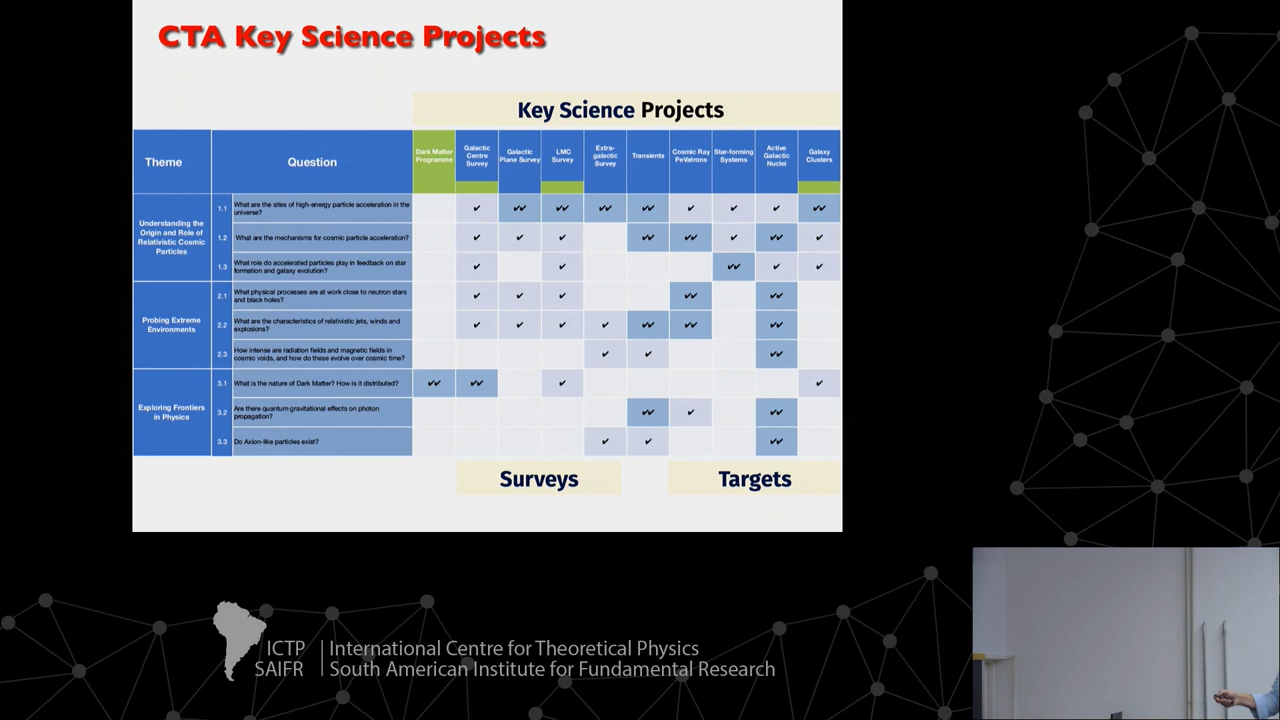 CTA Key Science Projects
Key Science Projects
Theme
Question
Dark Matter
Programme
Galactic
Centre
Survey
Galactic
Plane Survey
LMC
Survey
Extra-
galactic
Survey
Transients
Cosmic Ray
PeVatrons
Star-forming
Systems
Active
Galactic
Nuclei
Galaxy
Clusters
Understanding the
Origin and Role of
Relativistic Cosmic
Particles
1.1 What are the sites of high-energy particle acceleration in the
universe?
✔ ✔✔ ✔✔ ✔✔ ✔✔ ✔ ✔ ✔ ✔✔
1.2 What are the mechanisms for cosmic particle acceleration?
✔ ✔ ✔ ✔✔ ✔✔ ✔ ✔✔ ✔
1.3 What role do accelerated particles play in feedback on star
formation and galaxy evolution?
✔ ✔ ✔✔ ✔ ✔
Probing Extreme
Environments
2.1 What physical processes are at work close to neutron stars
and black holes?
✔ ✔ ✔ ✔✔ ✔✔
2.2 What are the characteristics of relativistic jets, winds and
explosions?
✔ ✔ ✔ ✔ ✔✔ ✔✔ ✔✔
2.3 How intense are radiation fields and magnetic fields in
cosmic voids, and how do these evolve over cosmic time?
✔ ✔ ✔✔
Exploring Frontiers
in Physics
3.1 What is the nature of Dark Matter? How is it distributed?
✔✔ ✔✔ ✔ ✔
3.2 Are there quantum gravitational effects on photon
propagation?
✔✔ ✔ ✔✔
3.3 Do Axion-like particles exist?
✔ ✔ ✔✔
Surveys
Targets
ICTP
SAIFR
International Centre for Theoretical Physics
South American Institute for Fundamental Research